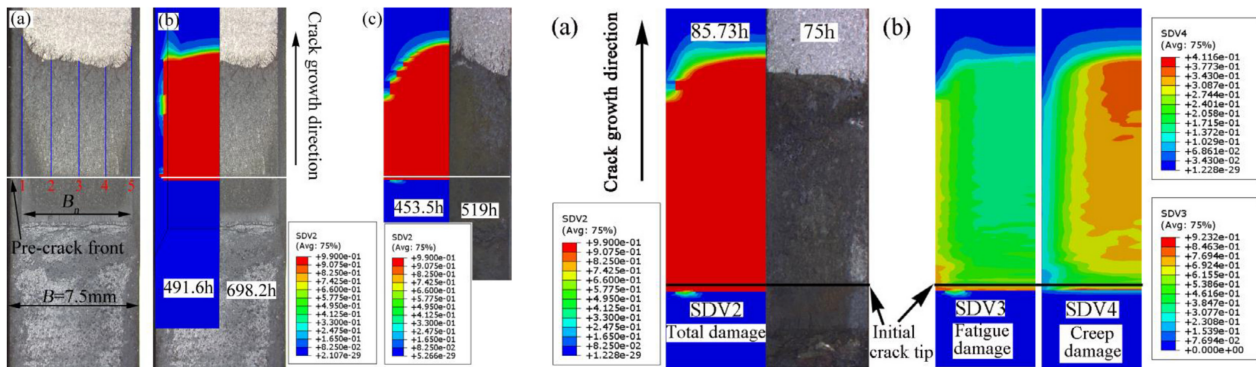 (a)
(b)
Crack growth direction
(c)
1 2 3 4 5
B_n
Pre-crack front
B=7.5mm
491.6h
698.2h
SDV2
(Avg: 75%)
+9.900e-01
+9.075e-01
+8.250e-01
+7.425e-01
+6.600e-01
+5.775e-01
+4.950e-01
+4.125e-01
+3.300e-01
+2.475e-01
+1.650e-01
+8.250e-02
+2.107e-29
453.5h
519h
SDV2
(Avg: 75%)
+9.900e-01
+9.075e-01
+8.250e-01
+7.425e-01
+6.600e-01
+5.775e-01
+4.950e-01
+4.125e-01
+3.300e-01
+2.475e-01
+1.650e-01
+8.250e-02
+5.266e-29
(a)
Crack growth direction
85.73h
75h
SDV2
(Avg: 75%)
+9.900e-01
+9.075e-01
+8.250e-01
+7.425e-01
+6.600e-01
+5.775e-01
+4.950e-01
+4.125e-01
+3.300e-01
+2.475e-01
+1.650e-01
+8.250e-02
+1.228e-29
SDV2
Total damage
Initial
crack tip
(b)
SDV3
Fatigue
damage
SDV4
Creep
damage
SDV4
(Avg: 75%)
+4.116e-01
+3.773e-01
+3.430e-01
+3.087e-01
+2.744e-01
+2.401e-01
+2.058e-01
+1.715e-01
+1.372e-01
+1.029e-01
+6.861e-02
+3.430e-02
+1.228e-29
SDV3
(Avg: 75%)
+9.232e-01
+8.463e-01
+7.694e-01
+6.924e-01
+6.155e-01
+5.386e-01
+4.616e-01
+3.847e-01
+3.077e-01
+2.308e-01
+1.539e-01
+7.694e-02
+0.000e+00